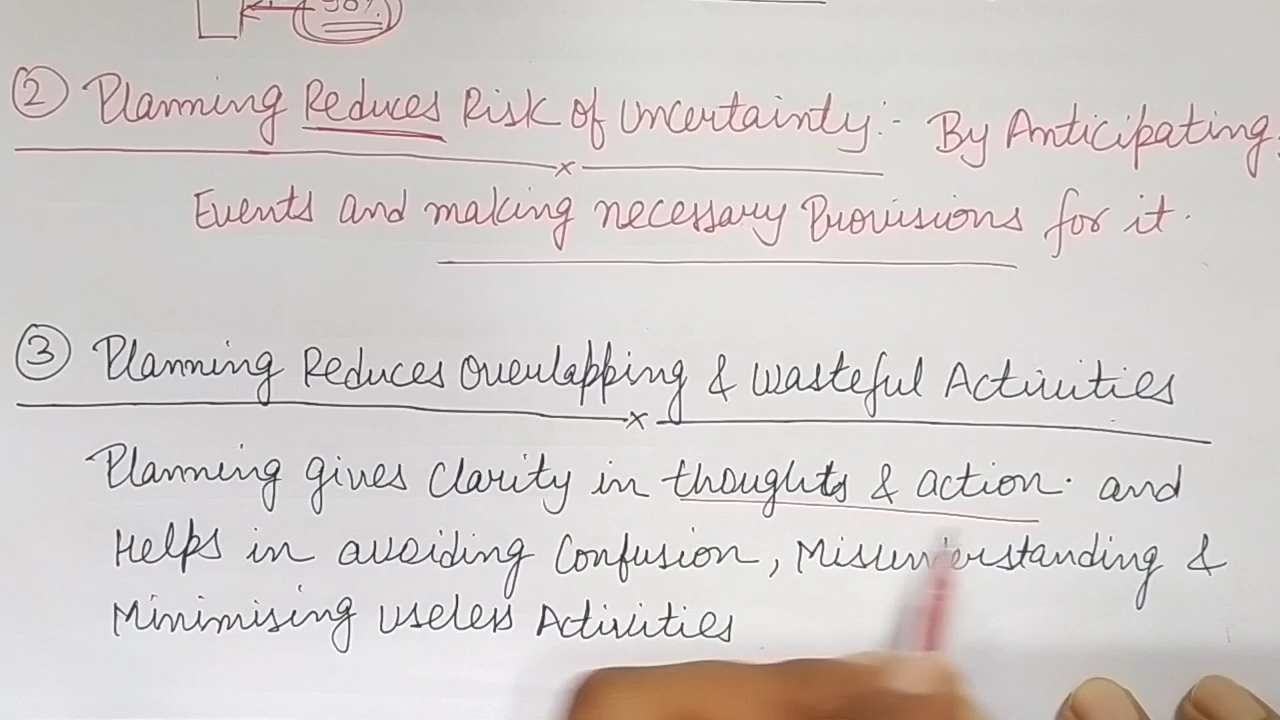 ② Planning Reduces Risk of Uncertainty:- By Anticipating
Events and making necessary Provisions for it.
③ Planning Reduces Overlapping & Wasteful Activities
Planning gives Clarity in thoughts & action. and
Helps in avoiding Confusion, Misunderstanding &
Minimising Useless Activities